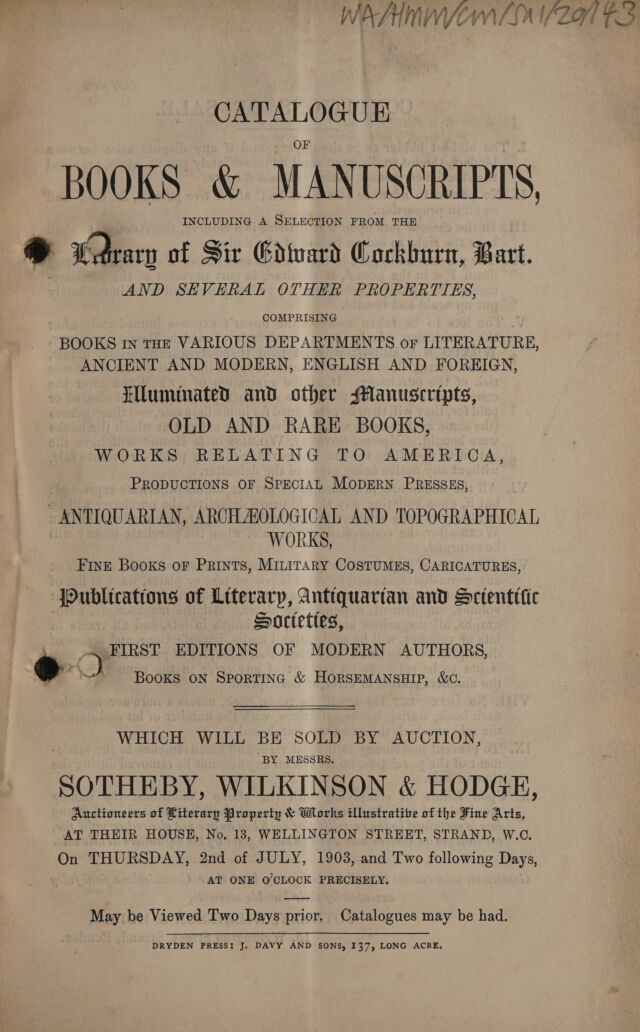 WA/HMM/CM/SAL/20/143
CATALOGUE
OF
BOOKS & MANUSCRIPTS,
INCLUDING A SELECTION FROM THE
Library of Sir Edward Cockburn, Bart.
AND SEVERAL OTHER PROPERTIES,
COMPRISING
BOOKS IN THE VARIOUS DEPARTMENTS OF LITERATURE,
ANCIENT AND MODERN, ENGLISH AND FOREIGN,
Illuminated and other Manuscripts,
OLD AND RARE BOOKS,
WORKS RELATING TO AMERICA,
PRODUCTIONS OF SPECIAL MODERN PRESSES,
ANTIQUARIAN, ARCHÆOLOGICAL AND TOPOGRAPHICAL
WORKS,
FINE BOOKS OF PRINTS, MILITARY COSTUMES, CARICATURES,
Publications of Literary, Antiquarian and Scientific
Societies,
FIRST EDITIONS OF MODERN AUTHORS,
BOOKS ON SPORTING & HORSEMANSHIP, &c.
WHICH WILL BE SOLD BY AUCTION,
BY MESSRS.
SOTHEBY, WILKINSON & HODGE,
Auctioneers of Literary Property & Works illustrative of the Fine Arts,
AT THEIR HOUSE, No. 13, WELLINGTON STREET, STRAND, W.C.
On THURSDAY, 2nd of JULY, 1903, and Two following Days,
AT ONE O'CLOCK PRECISELY.
May be Viewed Two Days prior. Catalogues may be had.
DRYDEN PRESS: J. DAVY AND SONS, 137, LONG ACRE.